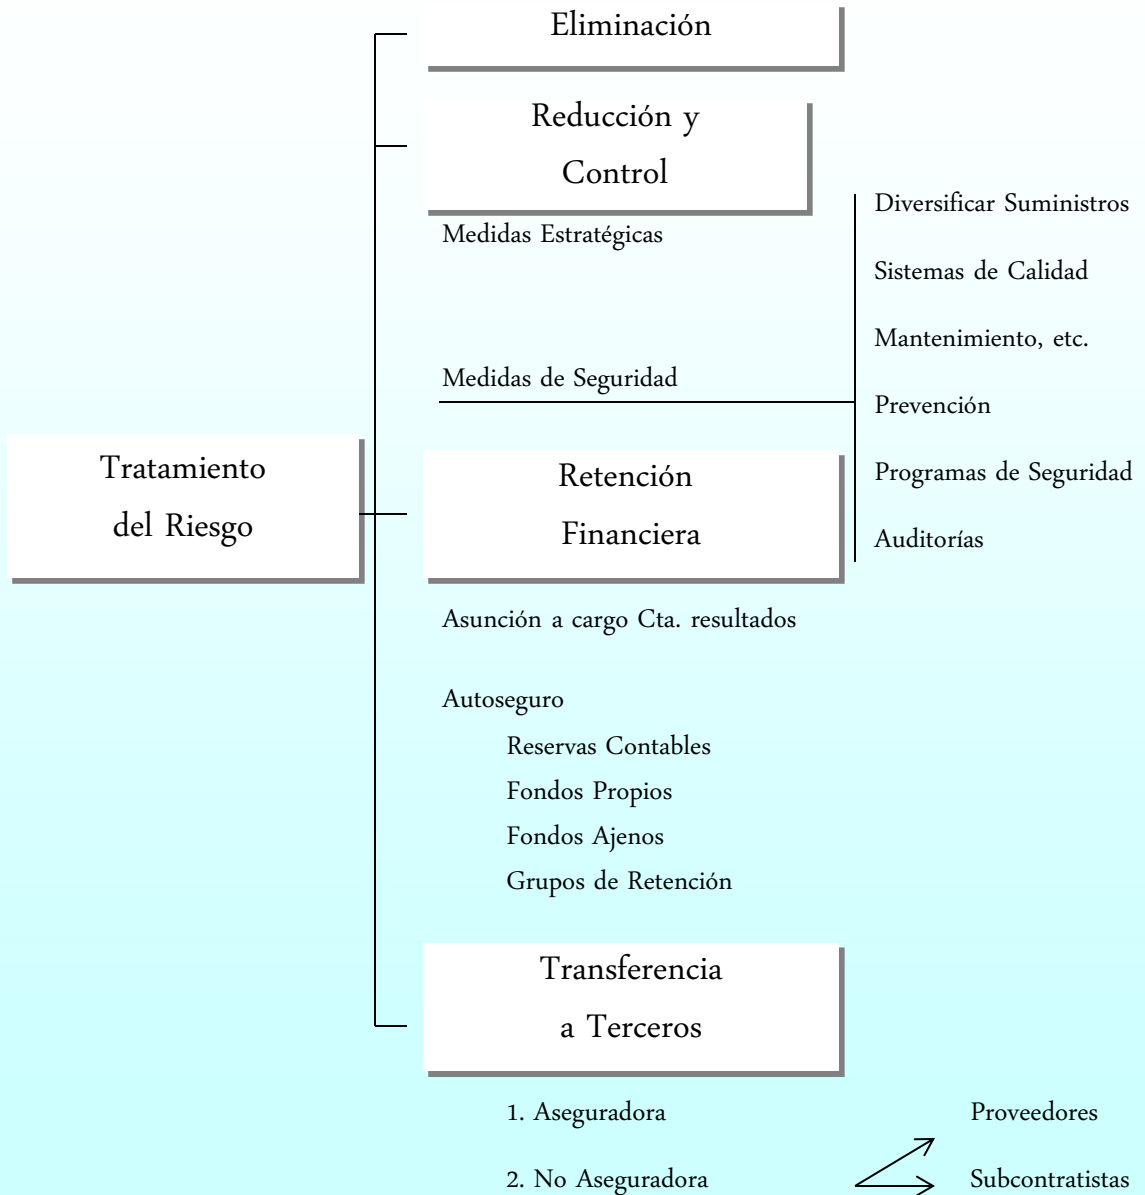 Eliminación
Reducción y
Control
Medidas Estratégicas
Medidas de Seguridad
Diversificar Suministros
Sistemas de Calidad
Mantenimiento, etc.
Prevención
Programas de Seguridad
Auditorías
Tratamiento
del Riesgo
Retención
Financiera
Asunción a cargo Cta. resultados
Autoseguro
Reservas Contables
Fondos Propios
Fondos Ajenos
Grupos de Retención
Transferencia
a Terceros
1. Aseguradora
2. No Aseguradora
Proveedores
Subcontratistas